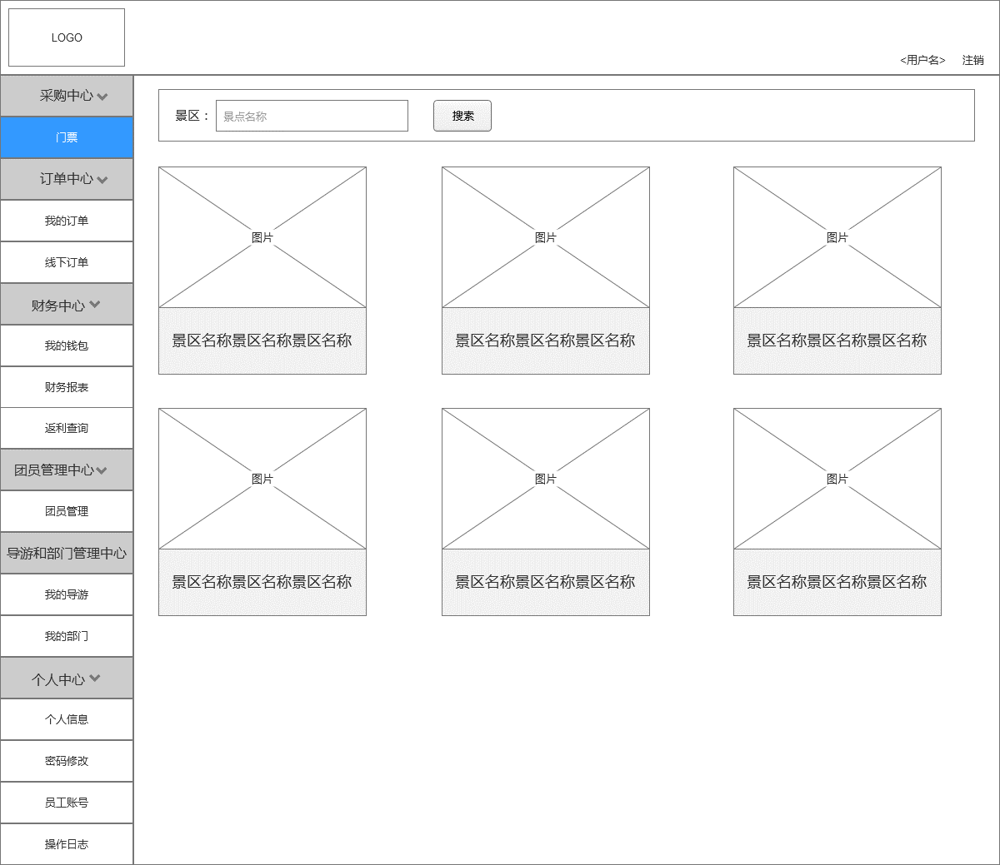 LOGO
<用户名> 注销
采购中心
门票
订单中心
我的订单
线下订单
财务中心
我的钱包
财务报表
返利查询
团员管理中心
团员管理
导游和部门管理中心
我的导游
我的部门
个人中心
个人信息
密码修改
员工账号
操作日志
景区： 景点名称 搜索
图片 图片 图片
景区名称景区名称景区名称 景区名称景区名称景区名称 景区名称景区名称景区名称
图片 图片 图片
景区名称景区名称景区名称 景区名称景区名称景区名称 景区名称景区名称景区名称